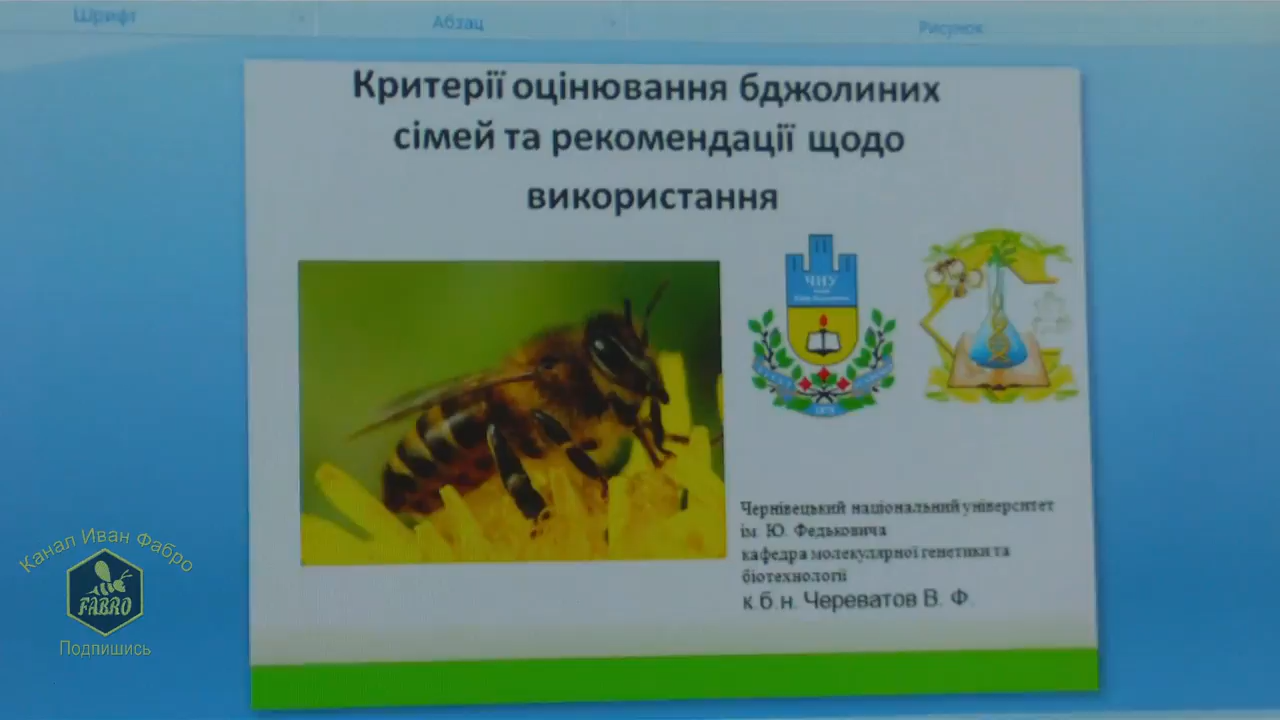 Шрифт
Абзац
Рисунок
Критерії оцінювання бджолиних
сімей та рекомендації щодо
використання
ЧНУ
1875
Чернівецький національний університет
ім. Ю. Федьковича
кафедра молекулярної генетики та
біотехнології
к.б.н. Череватов В. Ф.
Канал Иван Фабро
FABRO
Подпишись